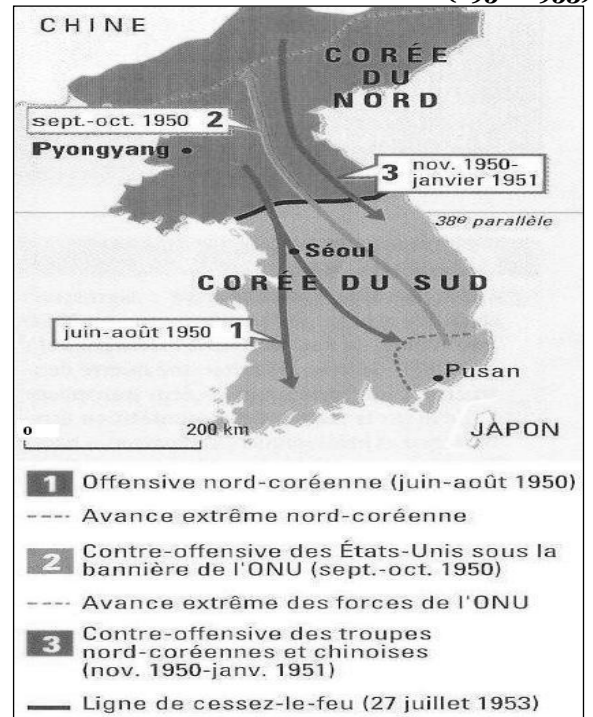 CHINE
CORÉE
DU
NORD
sept.-oct. 1950 2
Pyongyang
3 nov. 1950-
janvier 1951
38e parallèle
Séoul
CORÉE DU SUD
juin-août 1950 1
Pusan
0 200 km
JAPON
1 Offensive nord-coréenne (juin-août 1950)
Avance extrême nord-coréenne
2 Contre-offensive des États-Unis sous la
bannière de l'ONU (sept.-oct. 1950)
Avance extrême des forces de l'ONU
3 Contre-offensive des troupes
nord-coréennes et chinoises
(nov. 1950-janv. 1951)
Ligne de cessez-le-feu (27 juillet 1953)